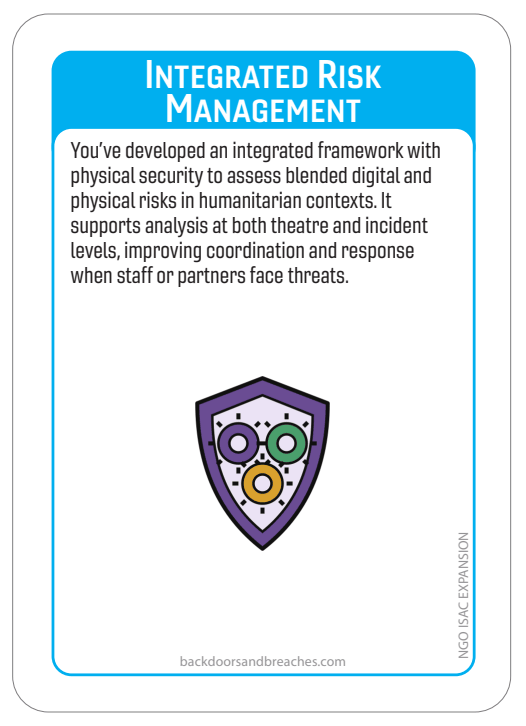 INTEGRATED RISK
MANAGEMENT
You've developed an integrated framework with
physical security to assess blended digital and
physical risks in humanitarian contexts. It
supports analysis at both theatre and incident
levels, improving coordination and response
when staff or partners face threats.
NGO ISAC EXPANSION
backdoorsandbreaches.com